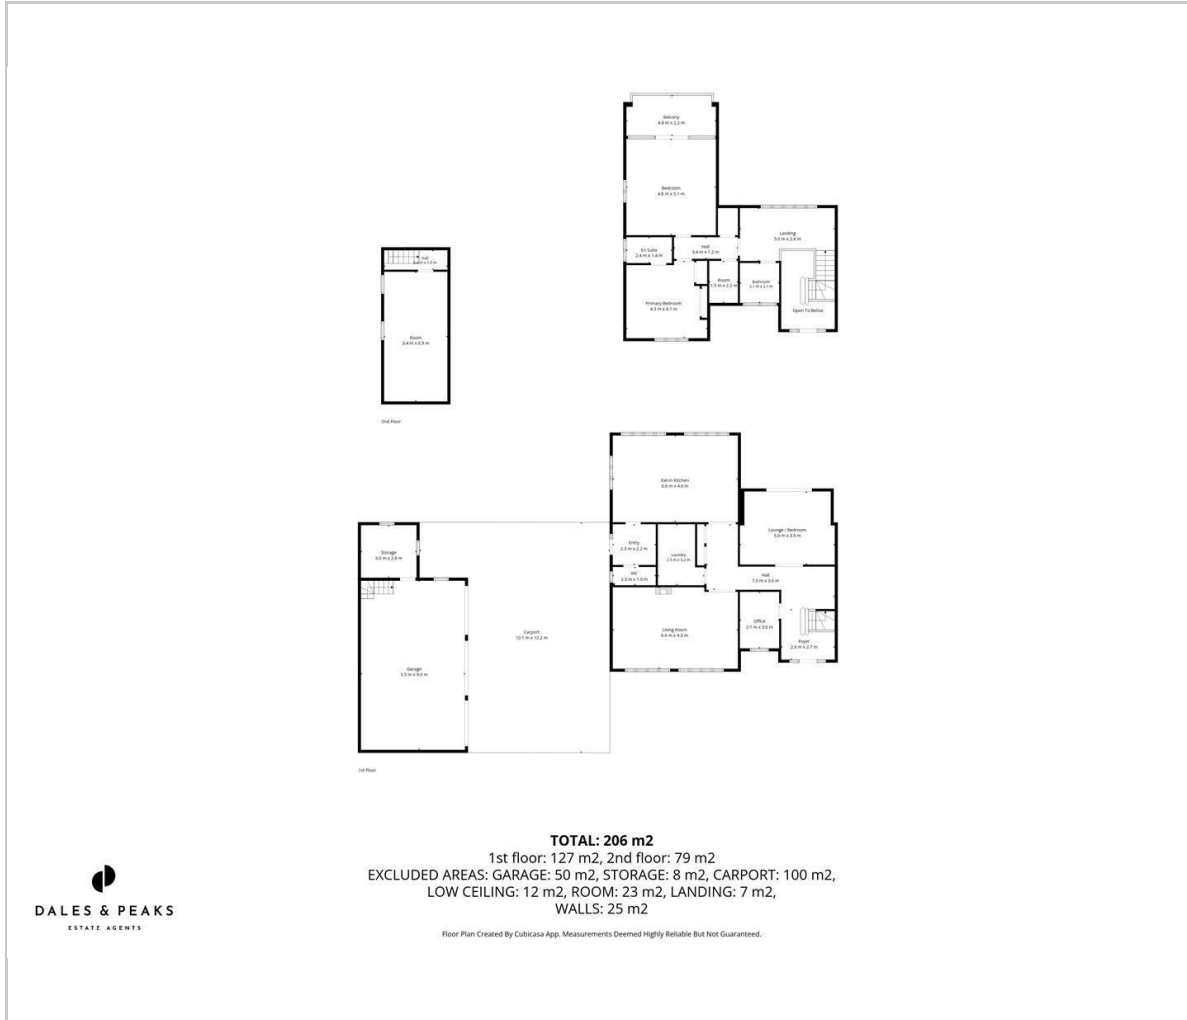 Balcony
4.8 m x 2.2 m
Bedroom
4.8 m x 5.1 m
Landing
5.0 m x 2.8 m
Hall
3.4 m x 1.2 m
En Suite
2.4 m x 1.4 m
Room
1.5 m x 2.2 m
Bathroom
2.1 m x 2.1 m
Primary Bedroom
4.3 m x 4.1 m
Open To Below
Hall
Room
3.4 m x 6.9 m
2nd Floor
Eat-In Kitchen
6.6 m x 4.6 m
Lounge / Bedroom
5.0 m x 3.9 m
Storage
3.0 m x 2.8 m
Entry
2.3 m x 2.2 m
Laundry
WC
2.3 m x 1.0 m
Hall
7.0 m x 3.6 m
Carport
10.1 m x 12.2 m
Living Room
6.6 m x 4.3 m
Office
2.1 m x 3.0 m
Foyer
2.8 m x 2.7 m
Garage
5.5 m x 9.0 m
1st Floor
TOTAL: 206 m2
1st floor: 127 m2, 2nd floor: 79 m2
EXCLUDED AREAS: GARAGE: 50 m2, STORAGE: 8 m2, CARPORT: 100 m2,
LOW CEILING: 12 m2, ROOM: 23 m2, LANDING: 7 m2,
WALLS: 25 m2
DALES & PEAKS
ESTATE AGENTS
Floor Plan Created By Cubicasa App. Measurements Deemed Highly Reliable But Not Guaranteed.